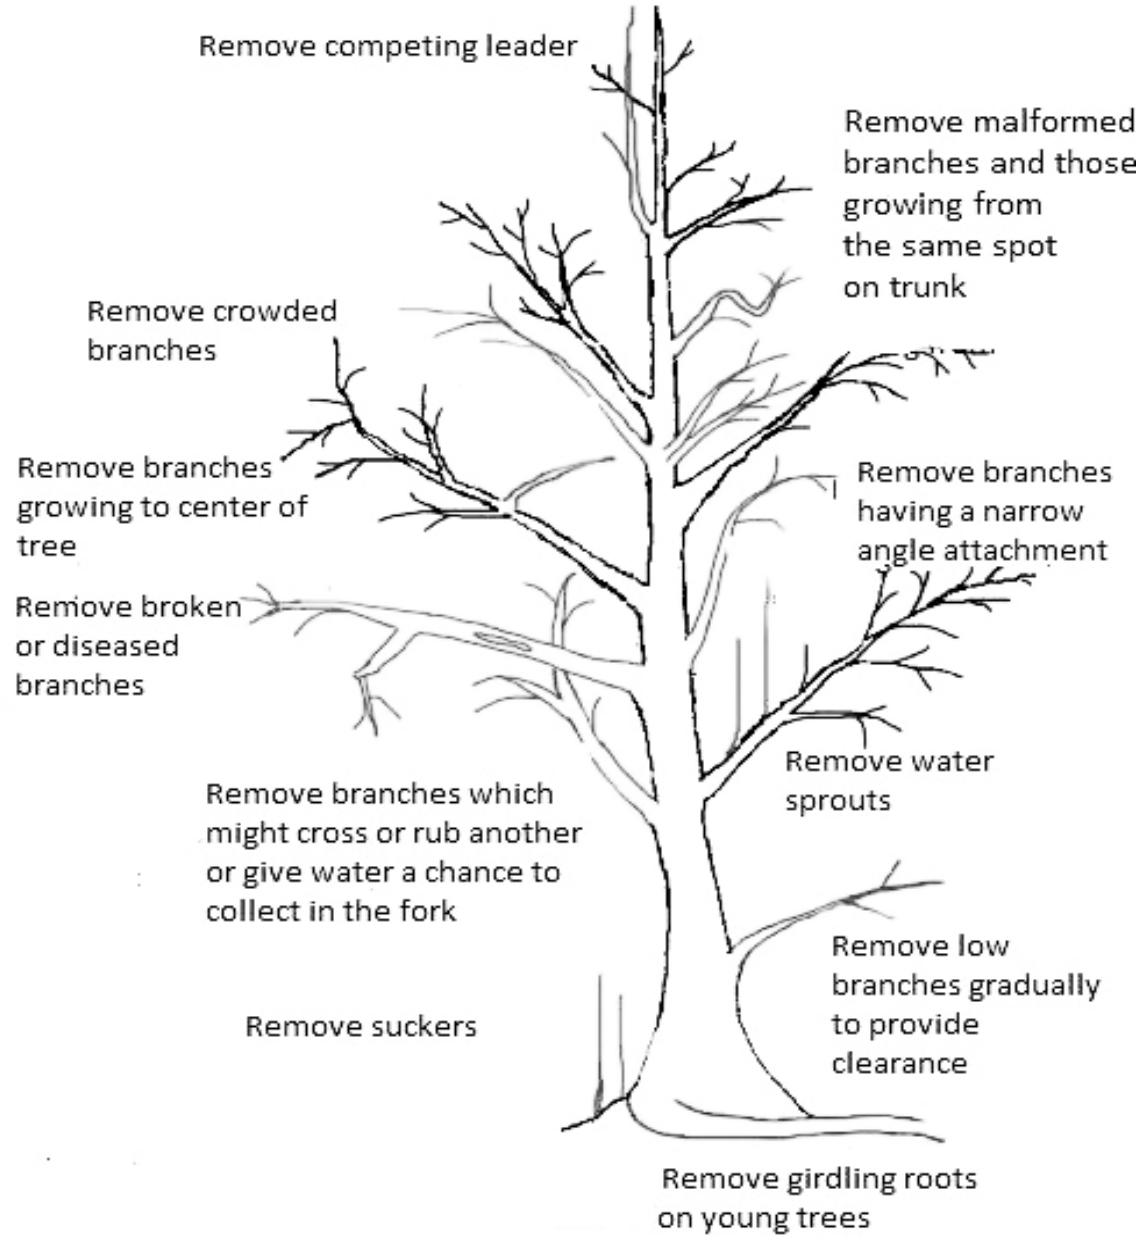 Remove competing leader
Remove malformed
branches and those
growing from
the same spot
on trunk
Remove crowded
branches
Remove branches
growing to center of
tree
Remove branches
having a narrow
angle attachment
Remove broken
or diseased
branches
Remove water
sprouts
Remove branches which
might cross or rub another
or give water a chance to
collect in the fork
Remove low
branches gradually
to provide
clearance
Remove suckers
Remove girdling roots
on young trees